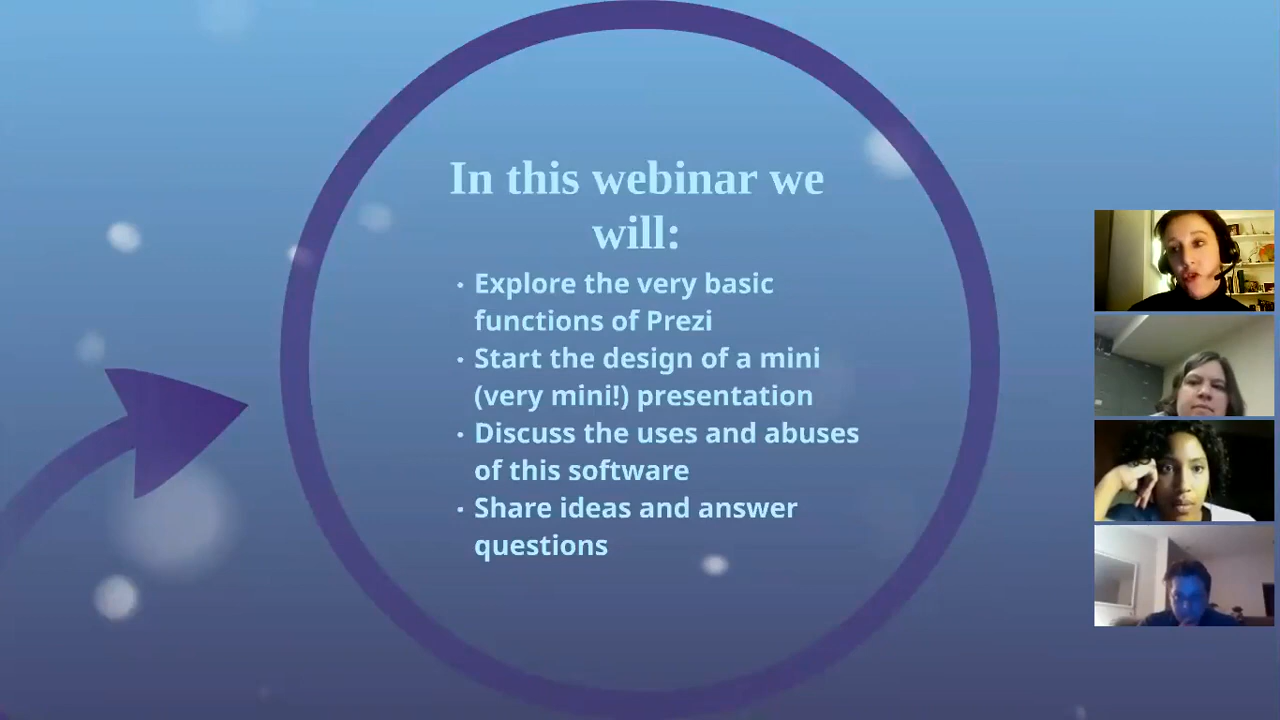 In this webinar we
will:
· Explore the very basic
functions of Prezi
· Start the design of a mini
(very mini!) presentation
· Discuss the uses and abuses
of this software
· Share ideas and answer
questions